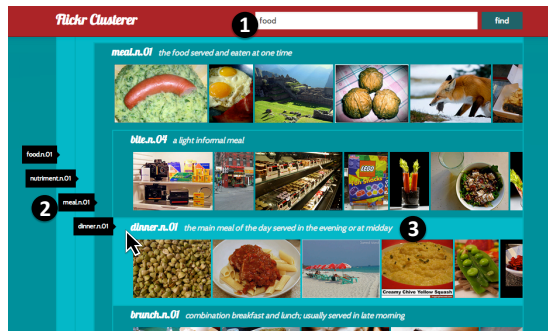 Flickr Clusterer
1
food
find
meal.n.01 the food served and eaten at one time
bite.n.04 a light informal meal
food.n.01
nutriment.n.01
2
meal.n.01
dinner.n.01
dinner.n.01 the main meal of the day served in the evening or at midday
3
LEGO
Creamy Chive Yellow Squash
brunch.n.01 combination breakfast and lunch; usually served in late morning